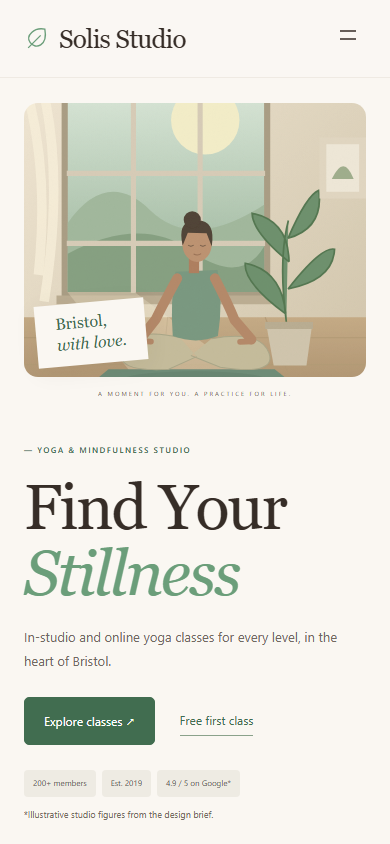 Solis Studio
Bristol,
with love.
A MOMENT FOR YOU. A PRACTICE FOR LIFE.
— YOGA & MINDFULNESS STUDIO
Find Your
Stillness
In-studio and online yoga classes for every level, in the
heart of Bristol.
Explore classes ↗
Free first class
200+ members
Est. 2019
4.9 / 5 on Google*
*Illustrative studio figures from the design brief.